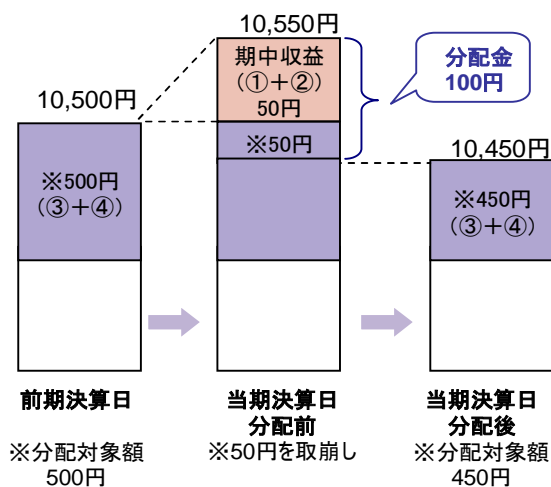 10,550円
期中収益
(①+②)
50円
分配金
100円
10,500円
※50円
10,450円
※500円
(③+④)
※450円
(③+④)
前期決算日
当期決算日
分配前
当期決算日
分配後
※分配対象額
500円
※50円を取崩し
※分配対象額
450円